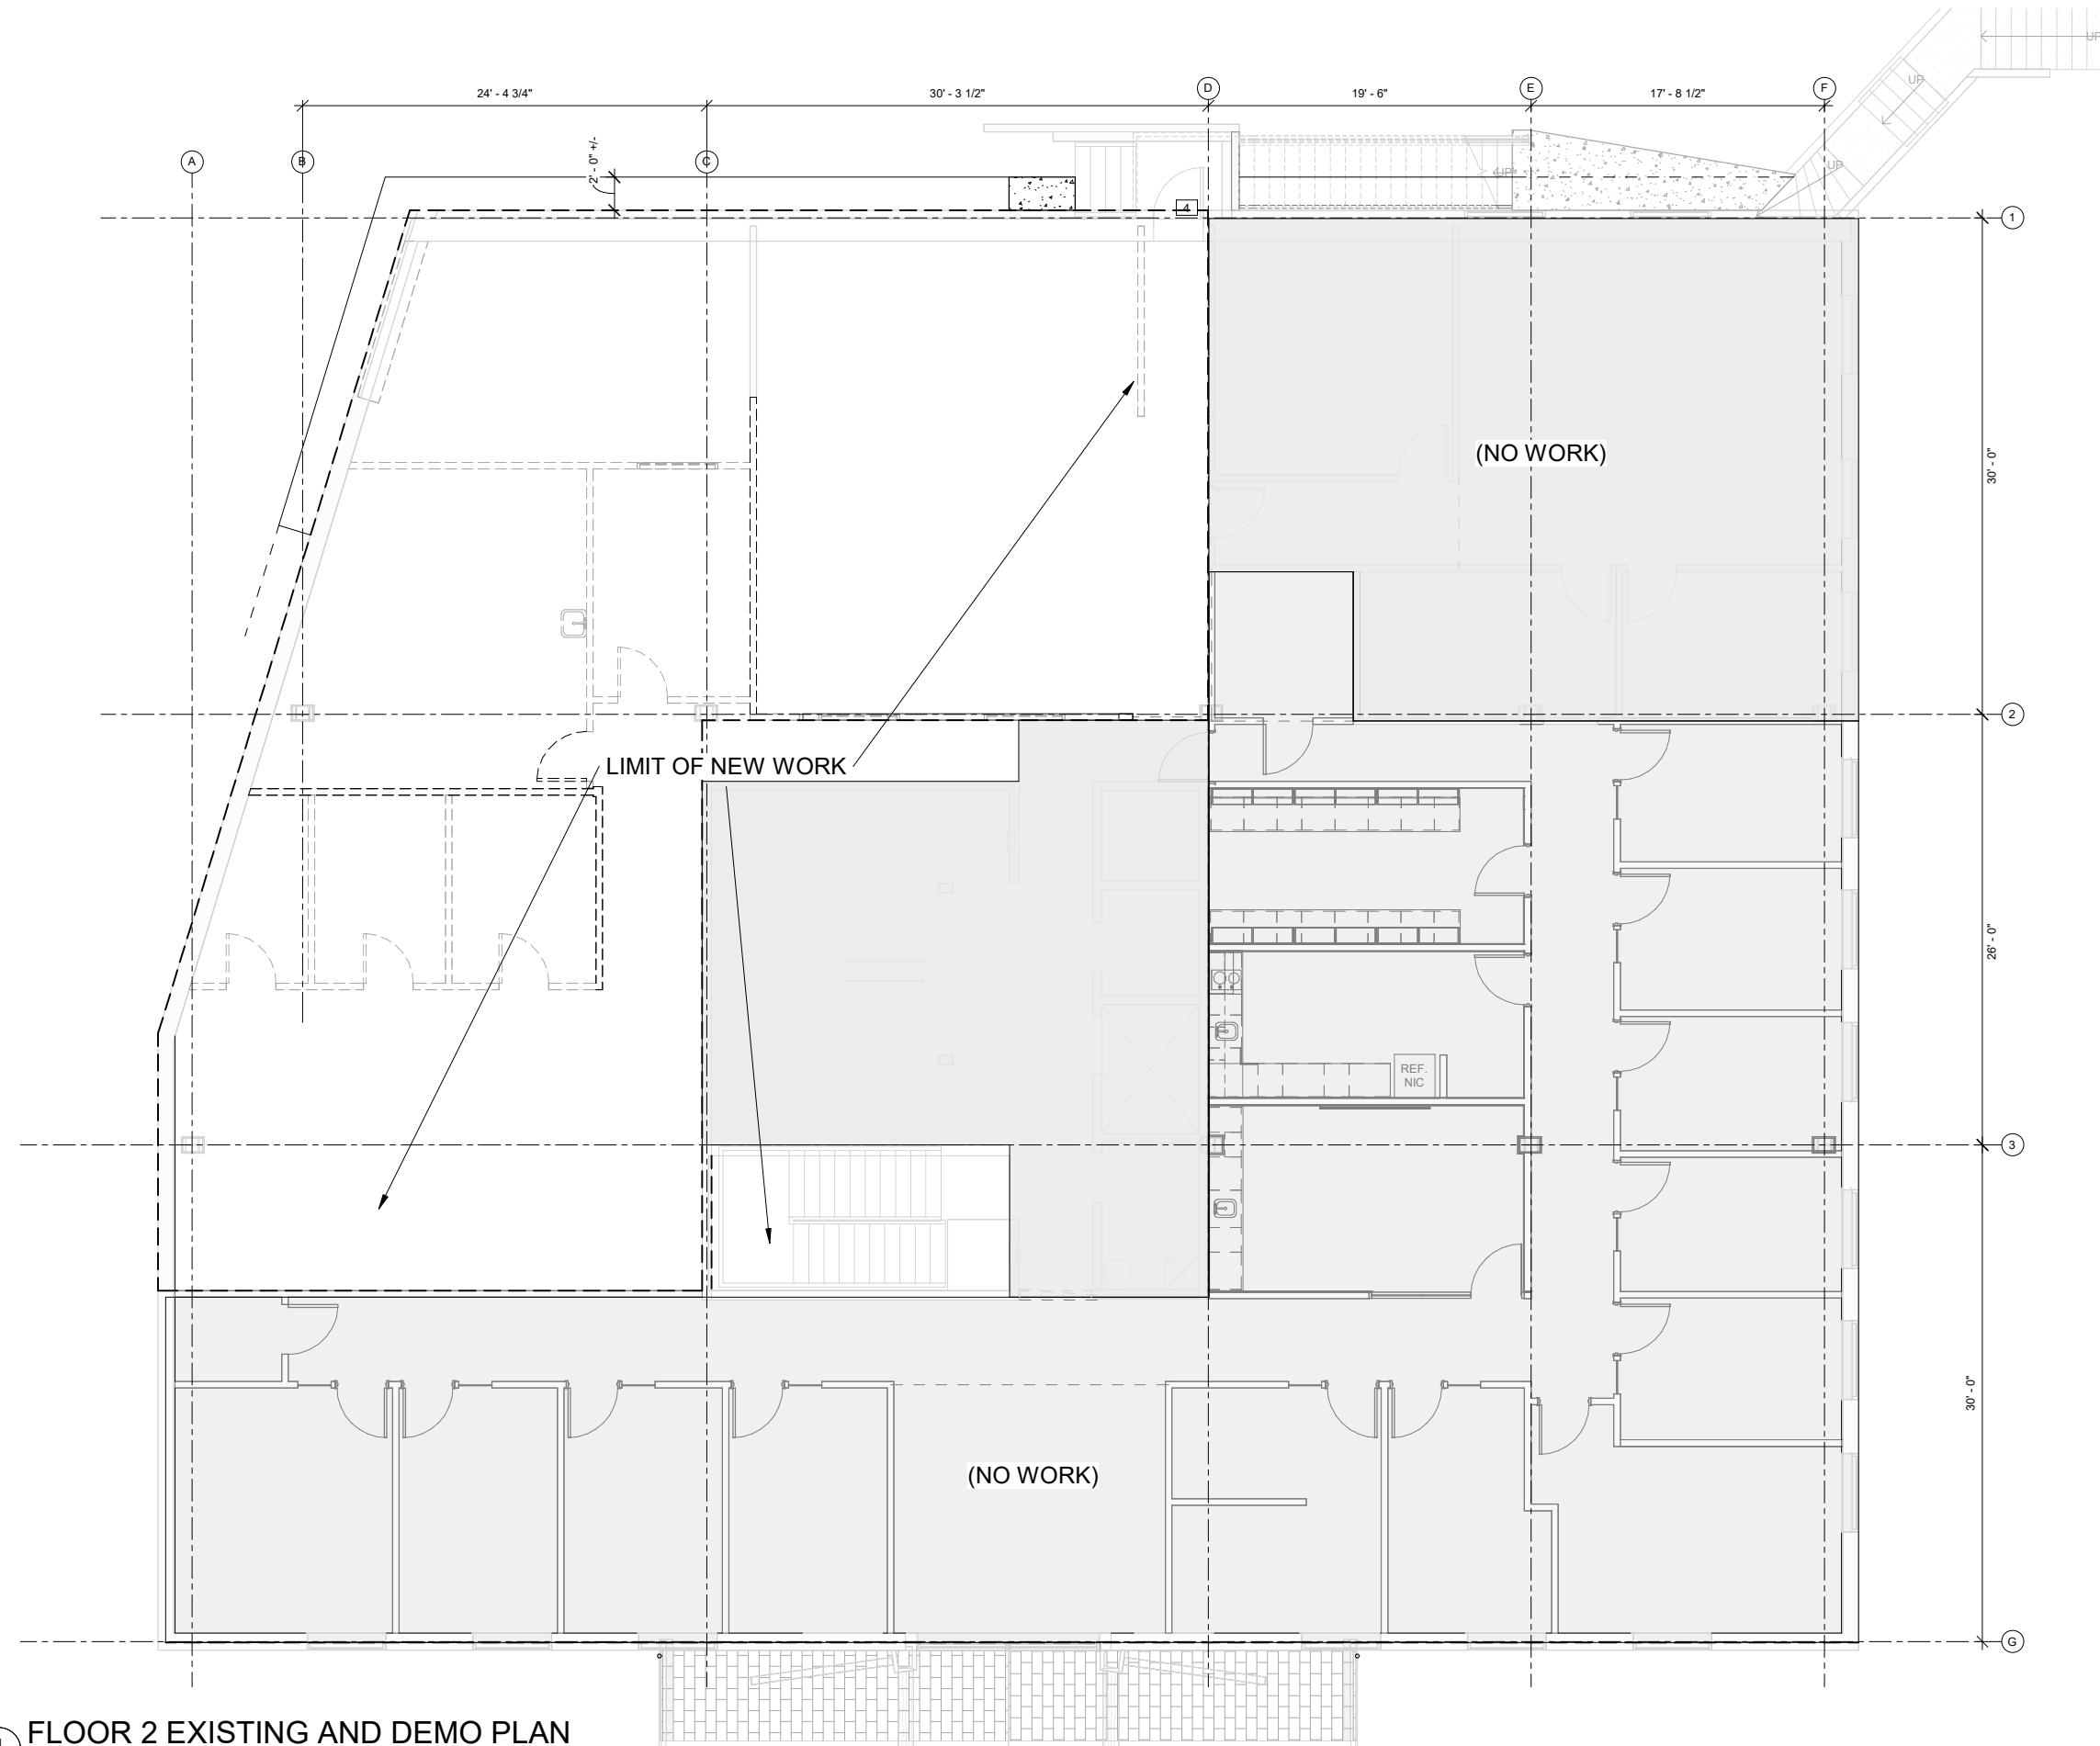 UP
UP
D
E
F
24' - 4 3/4"
30' - 3 1/2"
19' - 6"
17' - 8 1/2"
A
B
C
2' - 0" +/-
UP
UP
4
1
(NO WORK)
30' - 0"
2
LIMIT OF NEW WORK
26' - 0"
REF.
NIC
3
30' - 0"
(NO WORK)
G
FLOOR 2 EXISTING AND DEMO PLAN